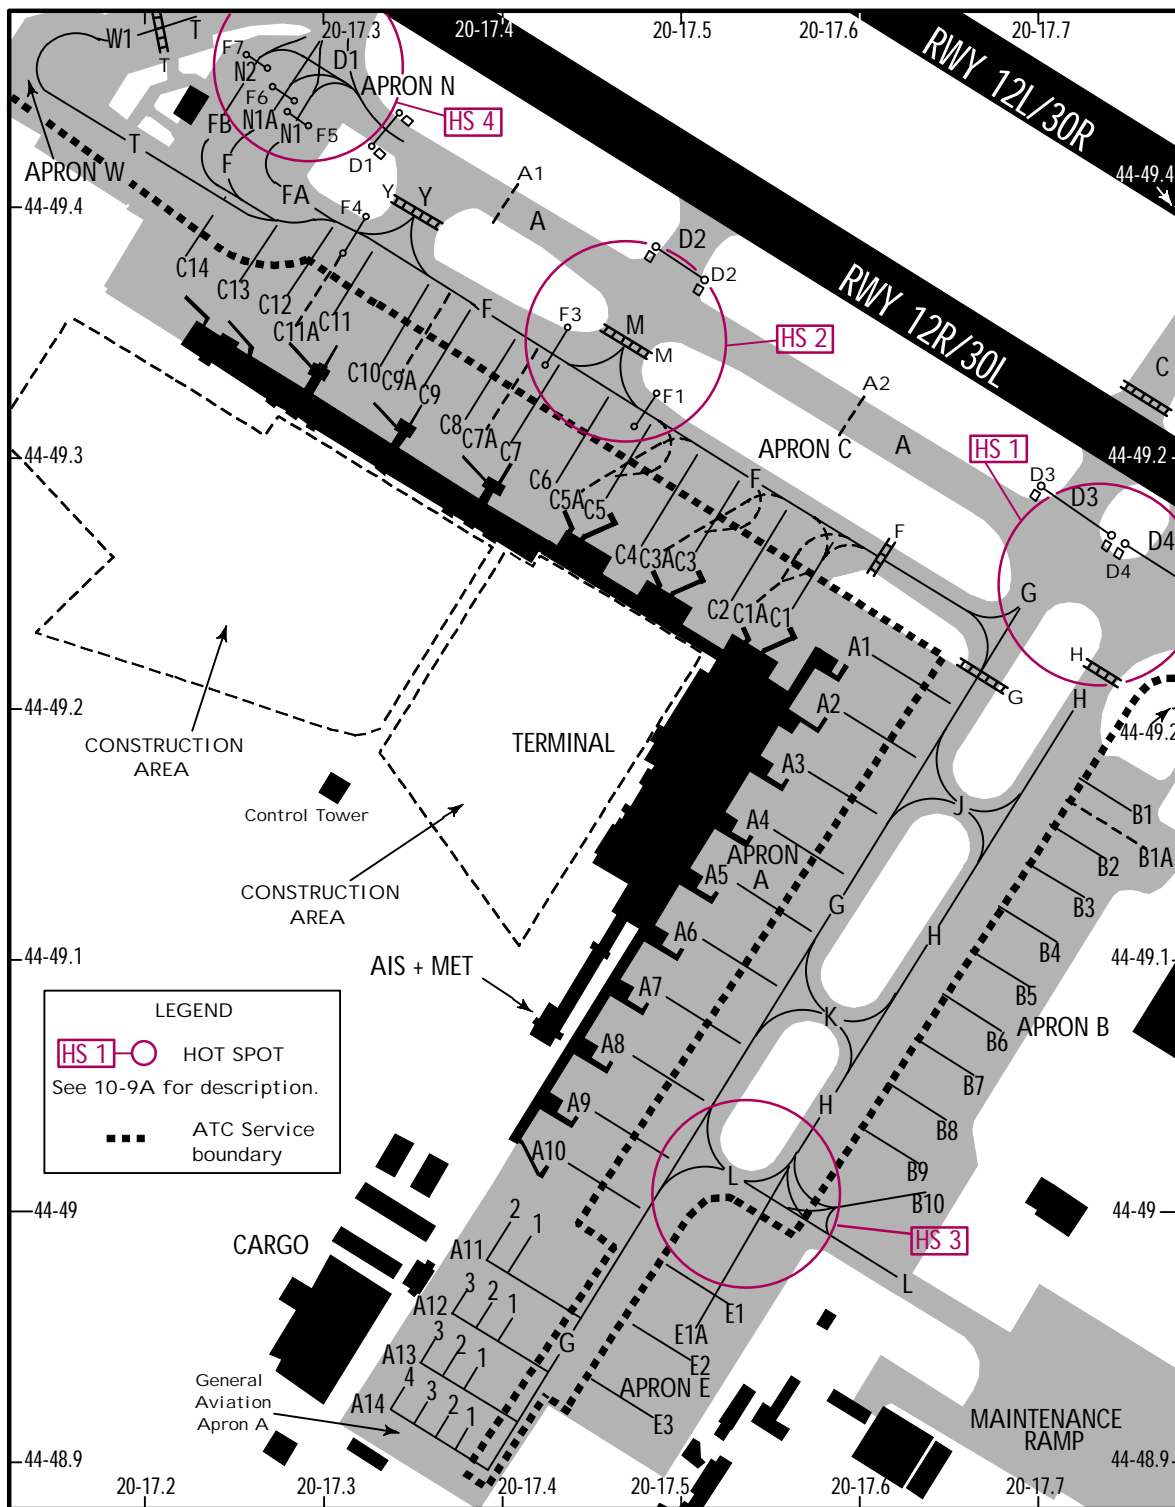 20-17.3
20-17.4
20-17.5
20-17.6
20-17.7
W1
T
T
T
F7
N2
D1
APRON N
F6
HS 4
FB
N1A
N1
F5
RWY 12L/30R
T
D1
APRON W
F
FA
Y
Y
A1
44-49.4
44-49.4
F4
A
D2
C14
C13
C12
C11A
C11
D2
F
F3
M
M
HS 2
RWY 12R/30L
C
C10
C9A
C9
C8
C7A
C7
F1
A2
APRON C
A
HS 1
44-49.3
44-49.2
C6
C5A
C5
F
D3
D3
D4
D4
C4
C3A
C3
F
C2
C1A
C1
G
A1
H
G
H
44-49.2
44-49.2
A2
CONSTRUCTION
AREA
TERMINAL
A3
Control Tower
J
B1
B1A
A4
APRON
A
B2
A5
CONSTRUCTION
AREA
G
B3
A6
H
B4
44-49.1
44-49.1
AIS + MET
A7
B5
LEGEND
HS 1
HOT SPOT
See 10-9A for description.
ATC Service
boundary
K
B6
APRON B
A8
B7
A9
H
B8
A10
B9
L
B10
44-49
44-49
2
1
CARGO
A11
HS 3
L
3
2
1
A12
E1
E1A
3
2
1
A13
G
E2
4
3
2
1
A14
General
Aviation
Apron A
APRON E
E3
MAINTENANCE
RAMP
44-48.9
44-48.9
20-17.2
20-17.3
20-17.4
20-17.5
20-17.6
20-17.7